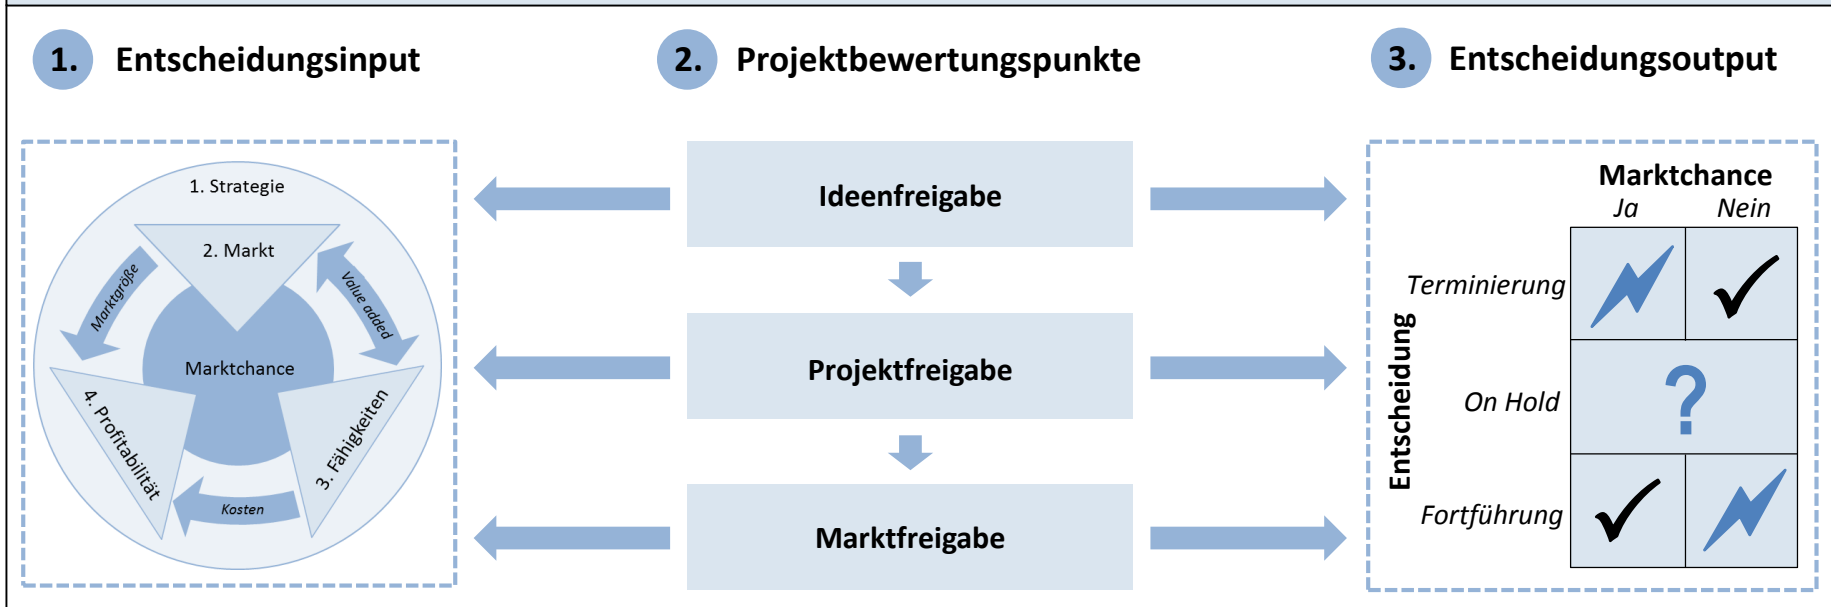 1. Entscheidungsinput
2. Projektbewertungspunkte
3. Entscheidungsoutput
1. Strategie
2. Markt
Marktgröße
Value added
Marktchance
4. Profitabilität
3. Fähigkeiten
Kosten
Ideenfreigabe
Projektfreigabe
Marktfreigabe
Marktchance
Ja Nein
Entscheidung
Terminierung
On Hold
?
Fortführung